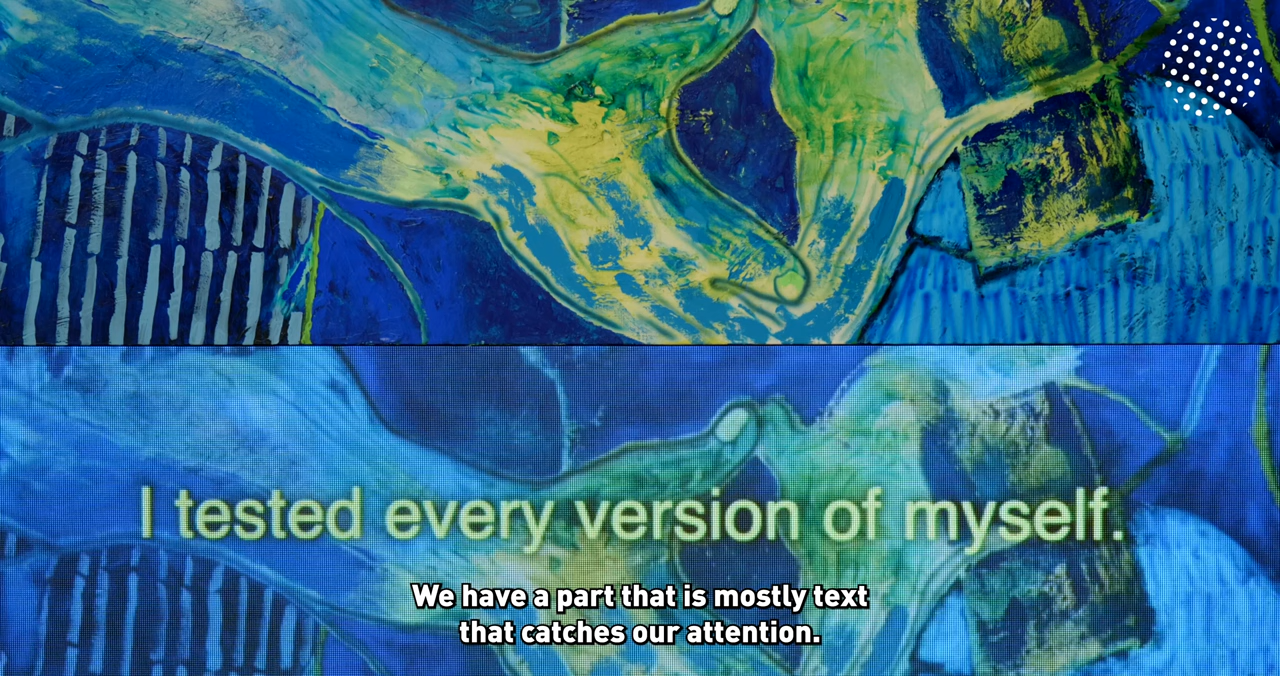 I tested every version of myself.
We have a part that is mostly text
that catches our attention.